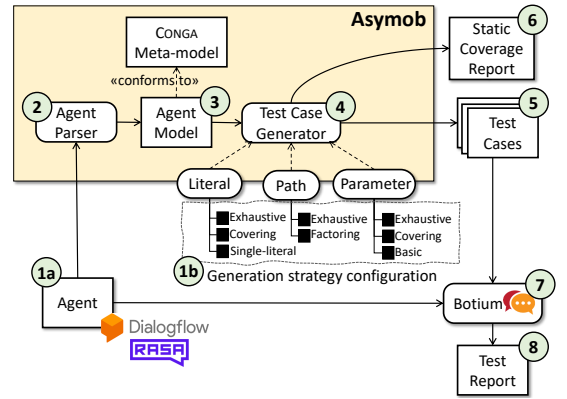 Asymob
6
CONGA
Meta-model
Static
Coverage
Report
«conforms to»
2
3
4
5
Agent
Parser
Agent
Model
Test Case
Generator
Test
Cases
Literal
Path
Parameter
Exhaustive
Covering
Single-literal
Exhaustive
Factoring
Exhaustive
Covering
Basic
1a
1b
Generation strategy configuration
Agent
7
Botium
Dialogflow
RASA
8
Test
Report